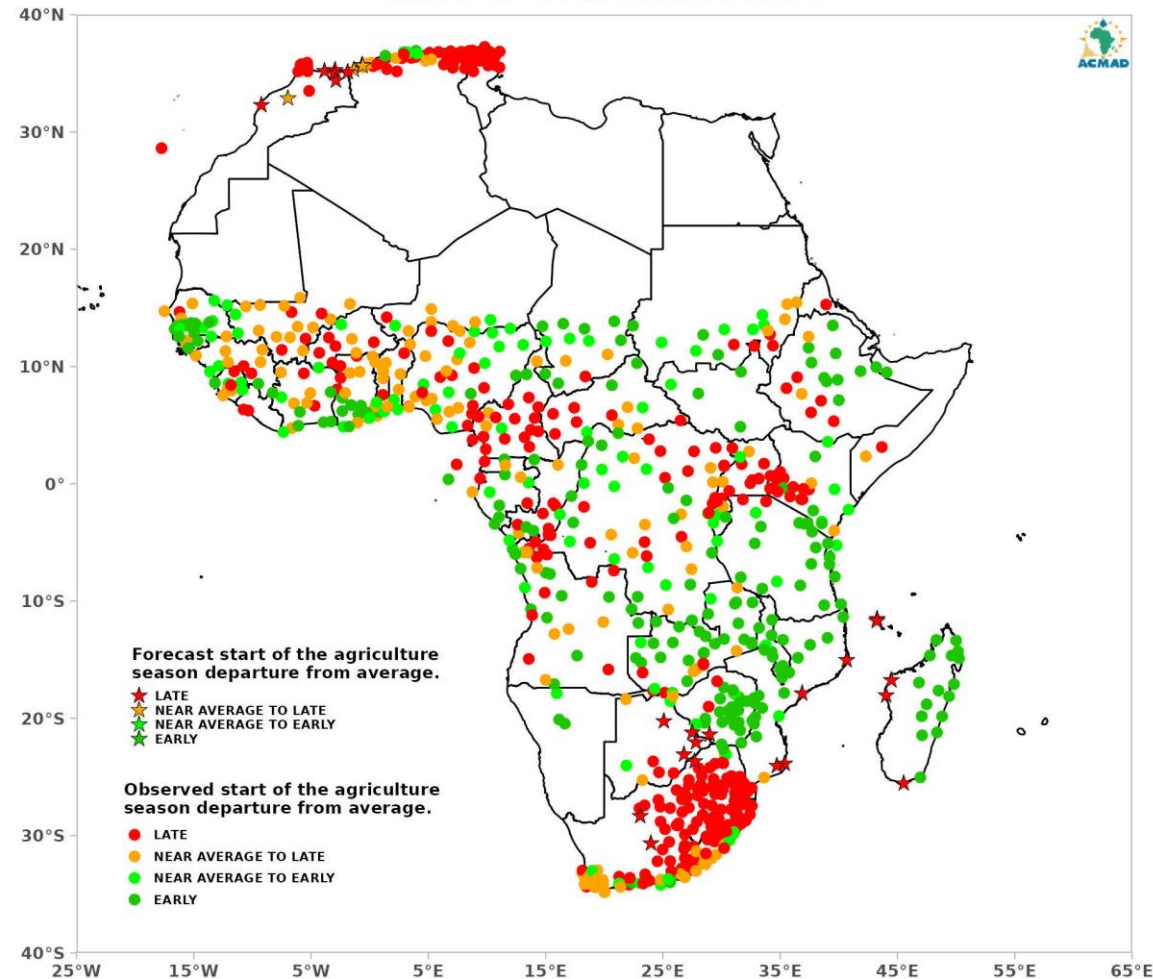 40°N
30°N
20°N
10°N
0°
10°S
20°S
30°S
40°S
ACMAD
Forecast start of the agriculture
season departure from average.
LATE
NEAR AVERAGE TO LATE
NEAR AVERAGE TO EARLY
EARLY
Observed start of the agriculture
season departure from average.
LATE
NEAR AVERAGE TO LATE
NEAR AVERAGE TO EARLY
EARLY
25°W 15°W 5°W 5°E 15°E 25°E 35°E 45°E 55°E 65°E